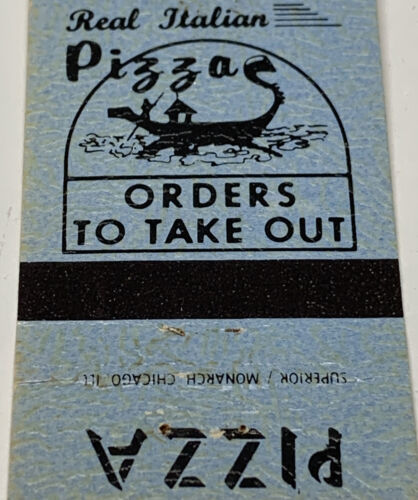 Real Italian
Pizza
ORDERS
TO TAKE OUT
SUPERIOR / MONARCH CHICAGO ILL
PIZZA